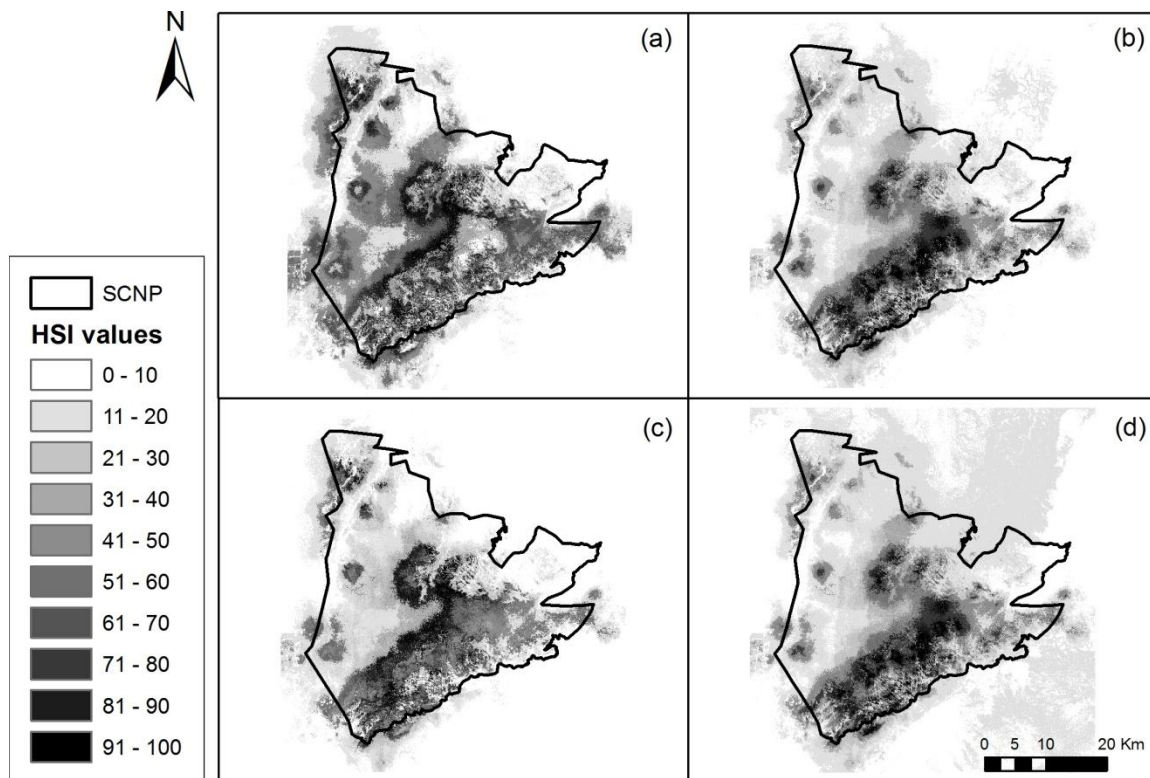 N
(a)
(b)
(c)
(d)
SCNP
HSI values
0 - 10
11 - 20
21 - 30
31 - 40
41 - 50
51 - 60
61 - 70
71 - 80
81 - 90
91 - 100
0 5 10 20 Km